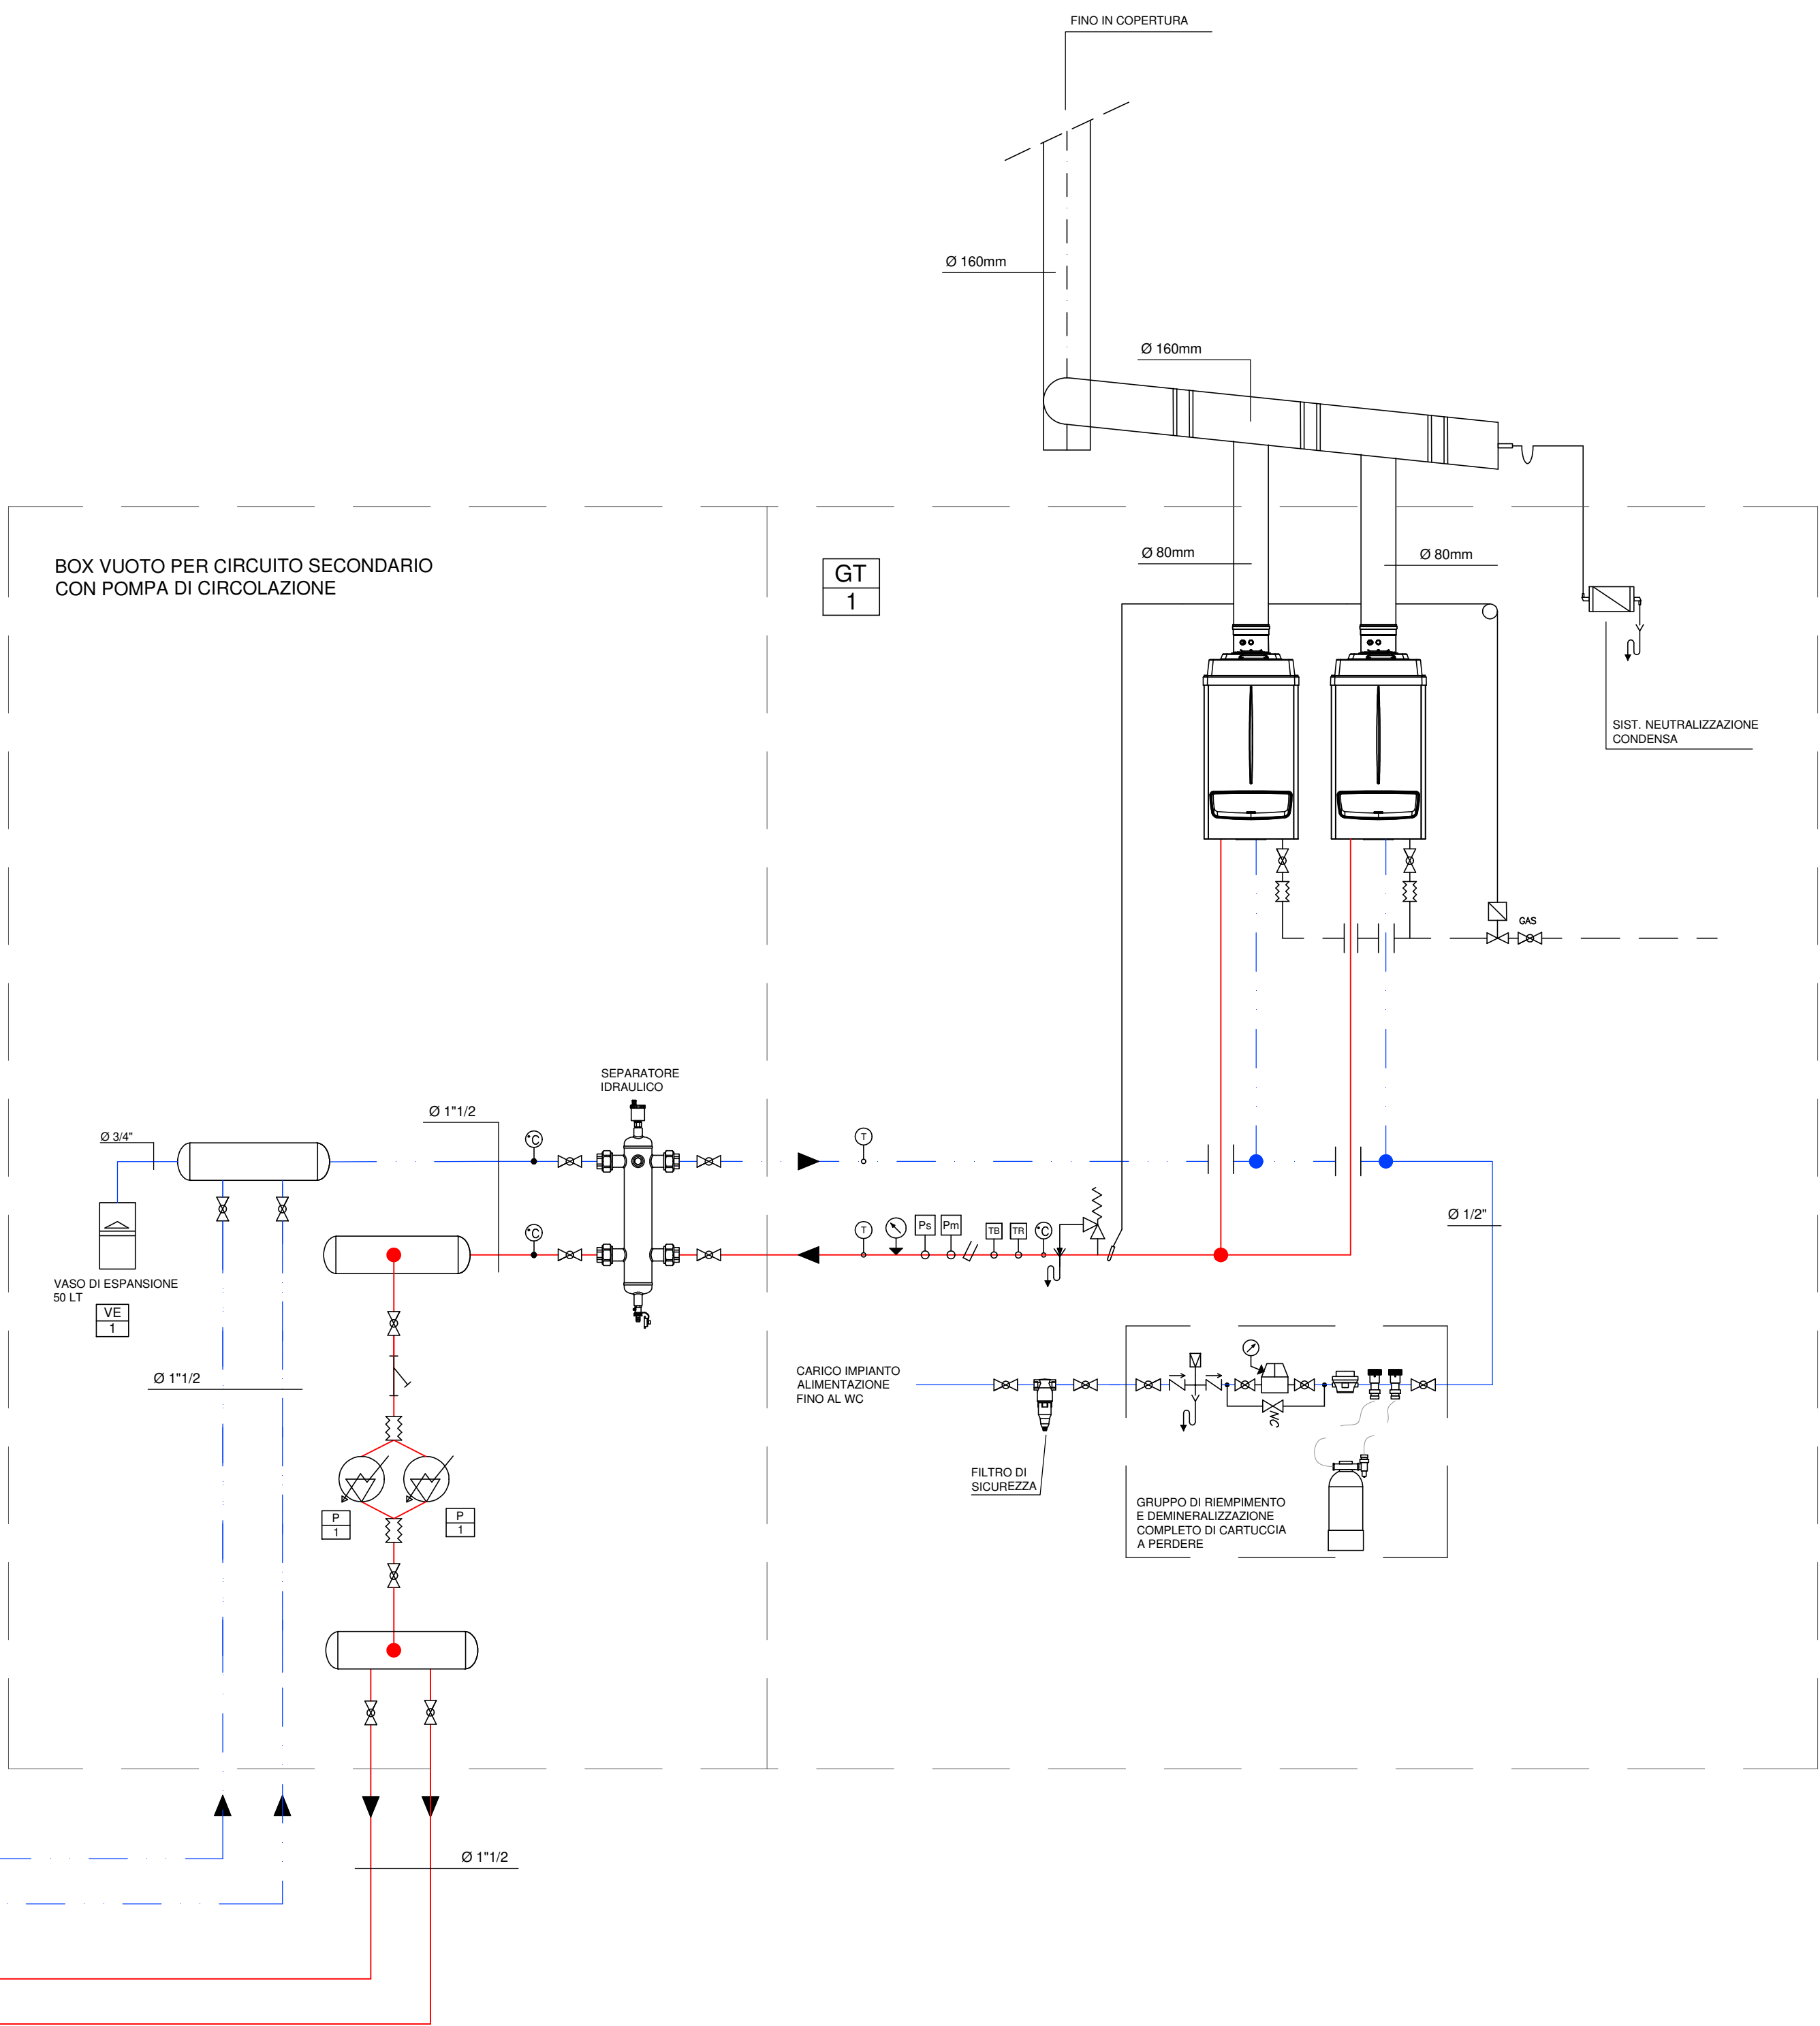 FINO IN COPERTURA
Ø 160mm
Ø 160mm
BOX VUOTO PER CIRCUITO SECONDARIO
CON POMPA DI CIRCOLAZIONE
GT
1
Ø 80mm
Ø 80mm
SIST. NEUTRALIZZAZIONE
CONDENSA
GAS
SEPARATORE
IDRAULICO
Ø 1"1/2
Ø 3/4"
°C
T
°C
T
Ps
Pm
TB
TR
°C
Ø 1/2"
VASO DI ESPANSIONE
50 LT
VE
1
Ø 1"1/2
CARICO IMPIANTO
ALIMENTAZIONE
FINO AL WC
NC
FILTRO DI
SICUREZZA
GRUPPO DI RIEMPIMENTO
E DEMINERALIZZAZIONE
COMPLETO DI CARTUCCIA
A PERDERE
P
1
P
1
Ø 1"1/2